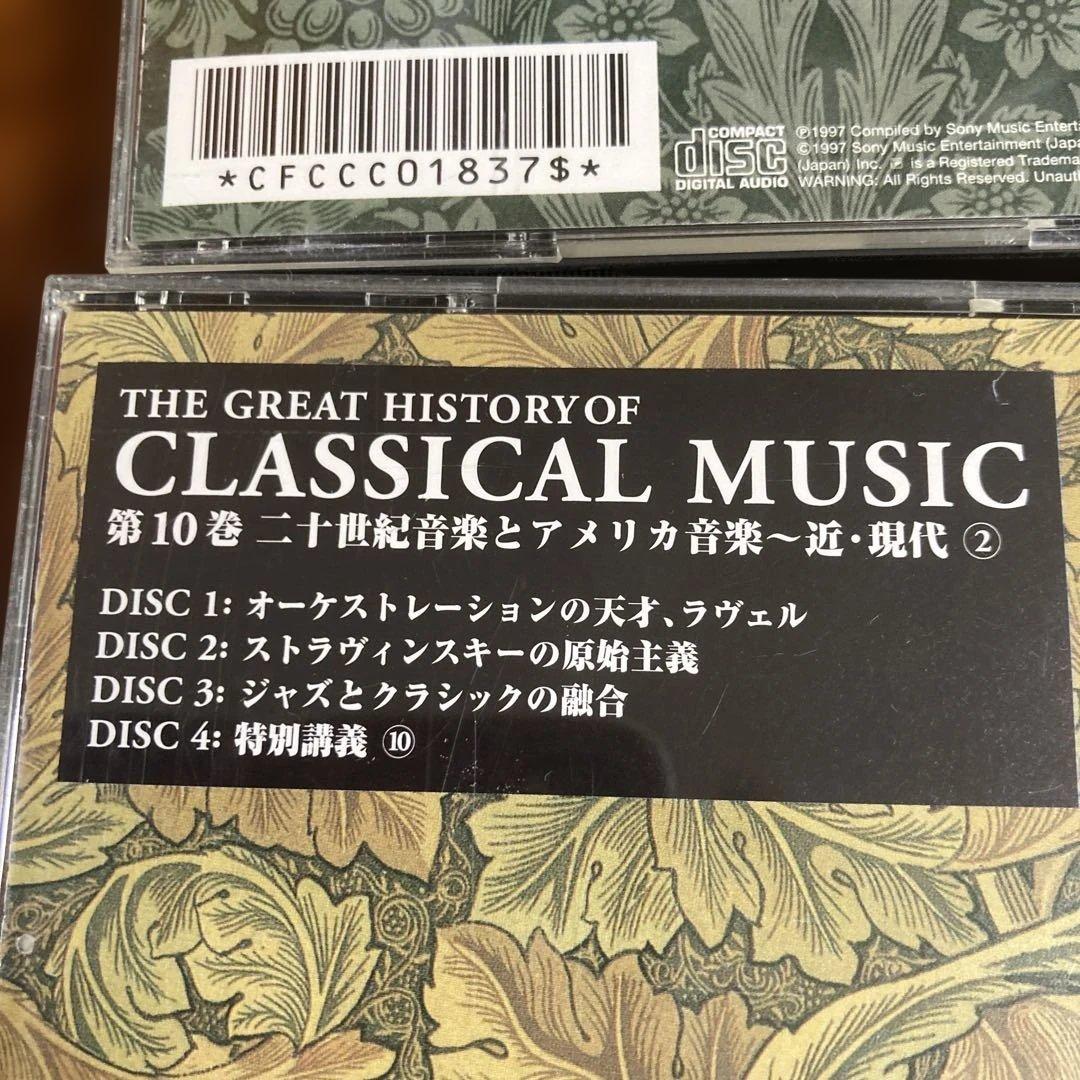 *CFCCC01837$*
COMPACT
disc
DIGITAL AUDIO
℗1997 Compiled by Sony Music
©1997 Sony Music Entertainment
(Japan) Inc. is a Registered
WARNING: All Rights Reserved.
THE GREAT HISTORY OF
CLASSICAL MUSIC
第10巻 二十世紀音楽とアメリカ音楽～近・現代 ②
DISC 1: オーケストレーションの天才、ラヴェル
DISC 2: ストラヴィンスキーの原始主義
DISC 3: ジャズとクラシックの融合
DISC 4: 特別講義 ⑩